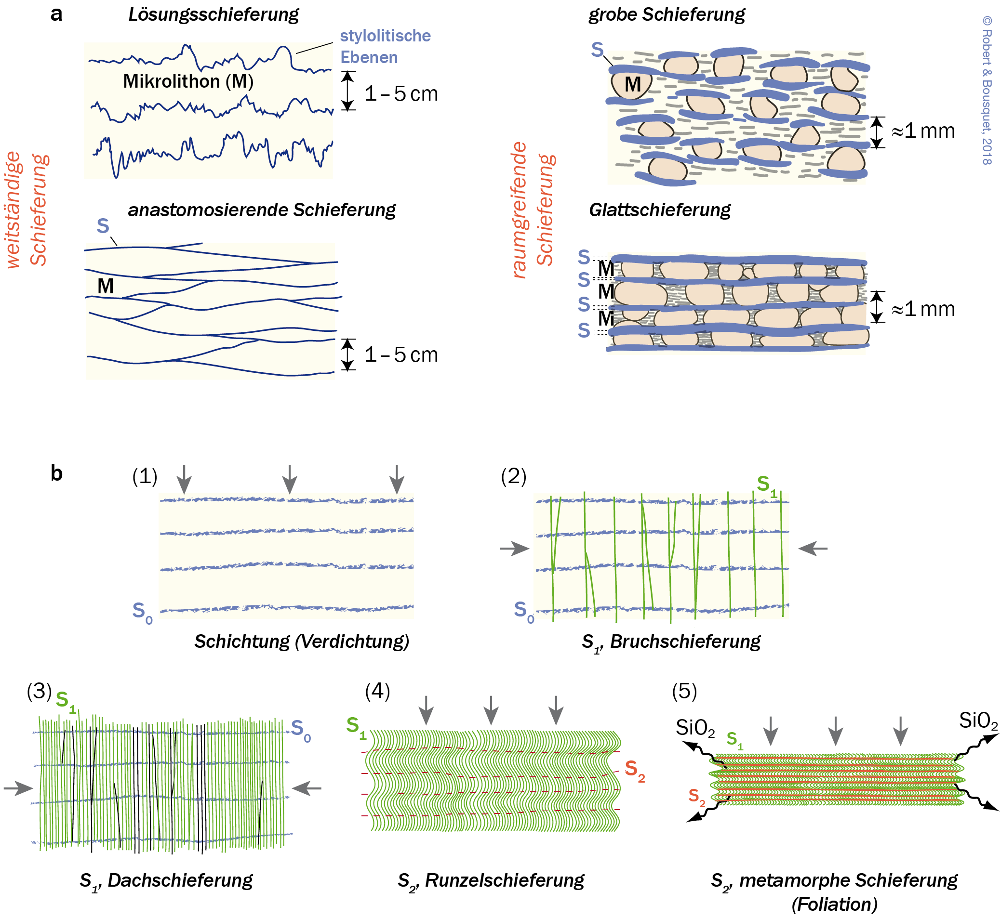 a
Lösungsschieferung
stylolitische
Ebenen
Mikrolithon (M)
1 – 5 cm
weitständige
Schieferung
anastomosierende Schieferung
S
M
1 – 5 cm
grobe Schieferung
S
M
≈1 mm
raumgreifende
Schieferung
Glattschieferung
S
M
S
M
S
M
S
≈1 mm
© Robert & Bousquet, 2018
b
(1)
S0
Schichtung (Verdichtung)
(2)
S1
S0
S1, Bruchschieferung
(3)
S1
S0
S1, Dachschieferung
(4)
S1
S2
S2, Runzelschieferung
(5)
SiO2
SiO2
S1
S2
S2, metamorphe Schieferung
(Foliation)